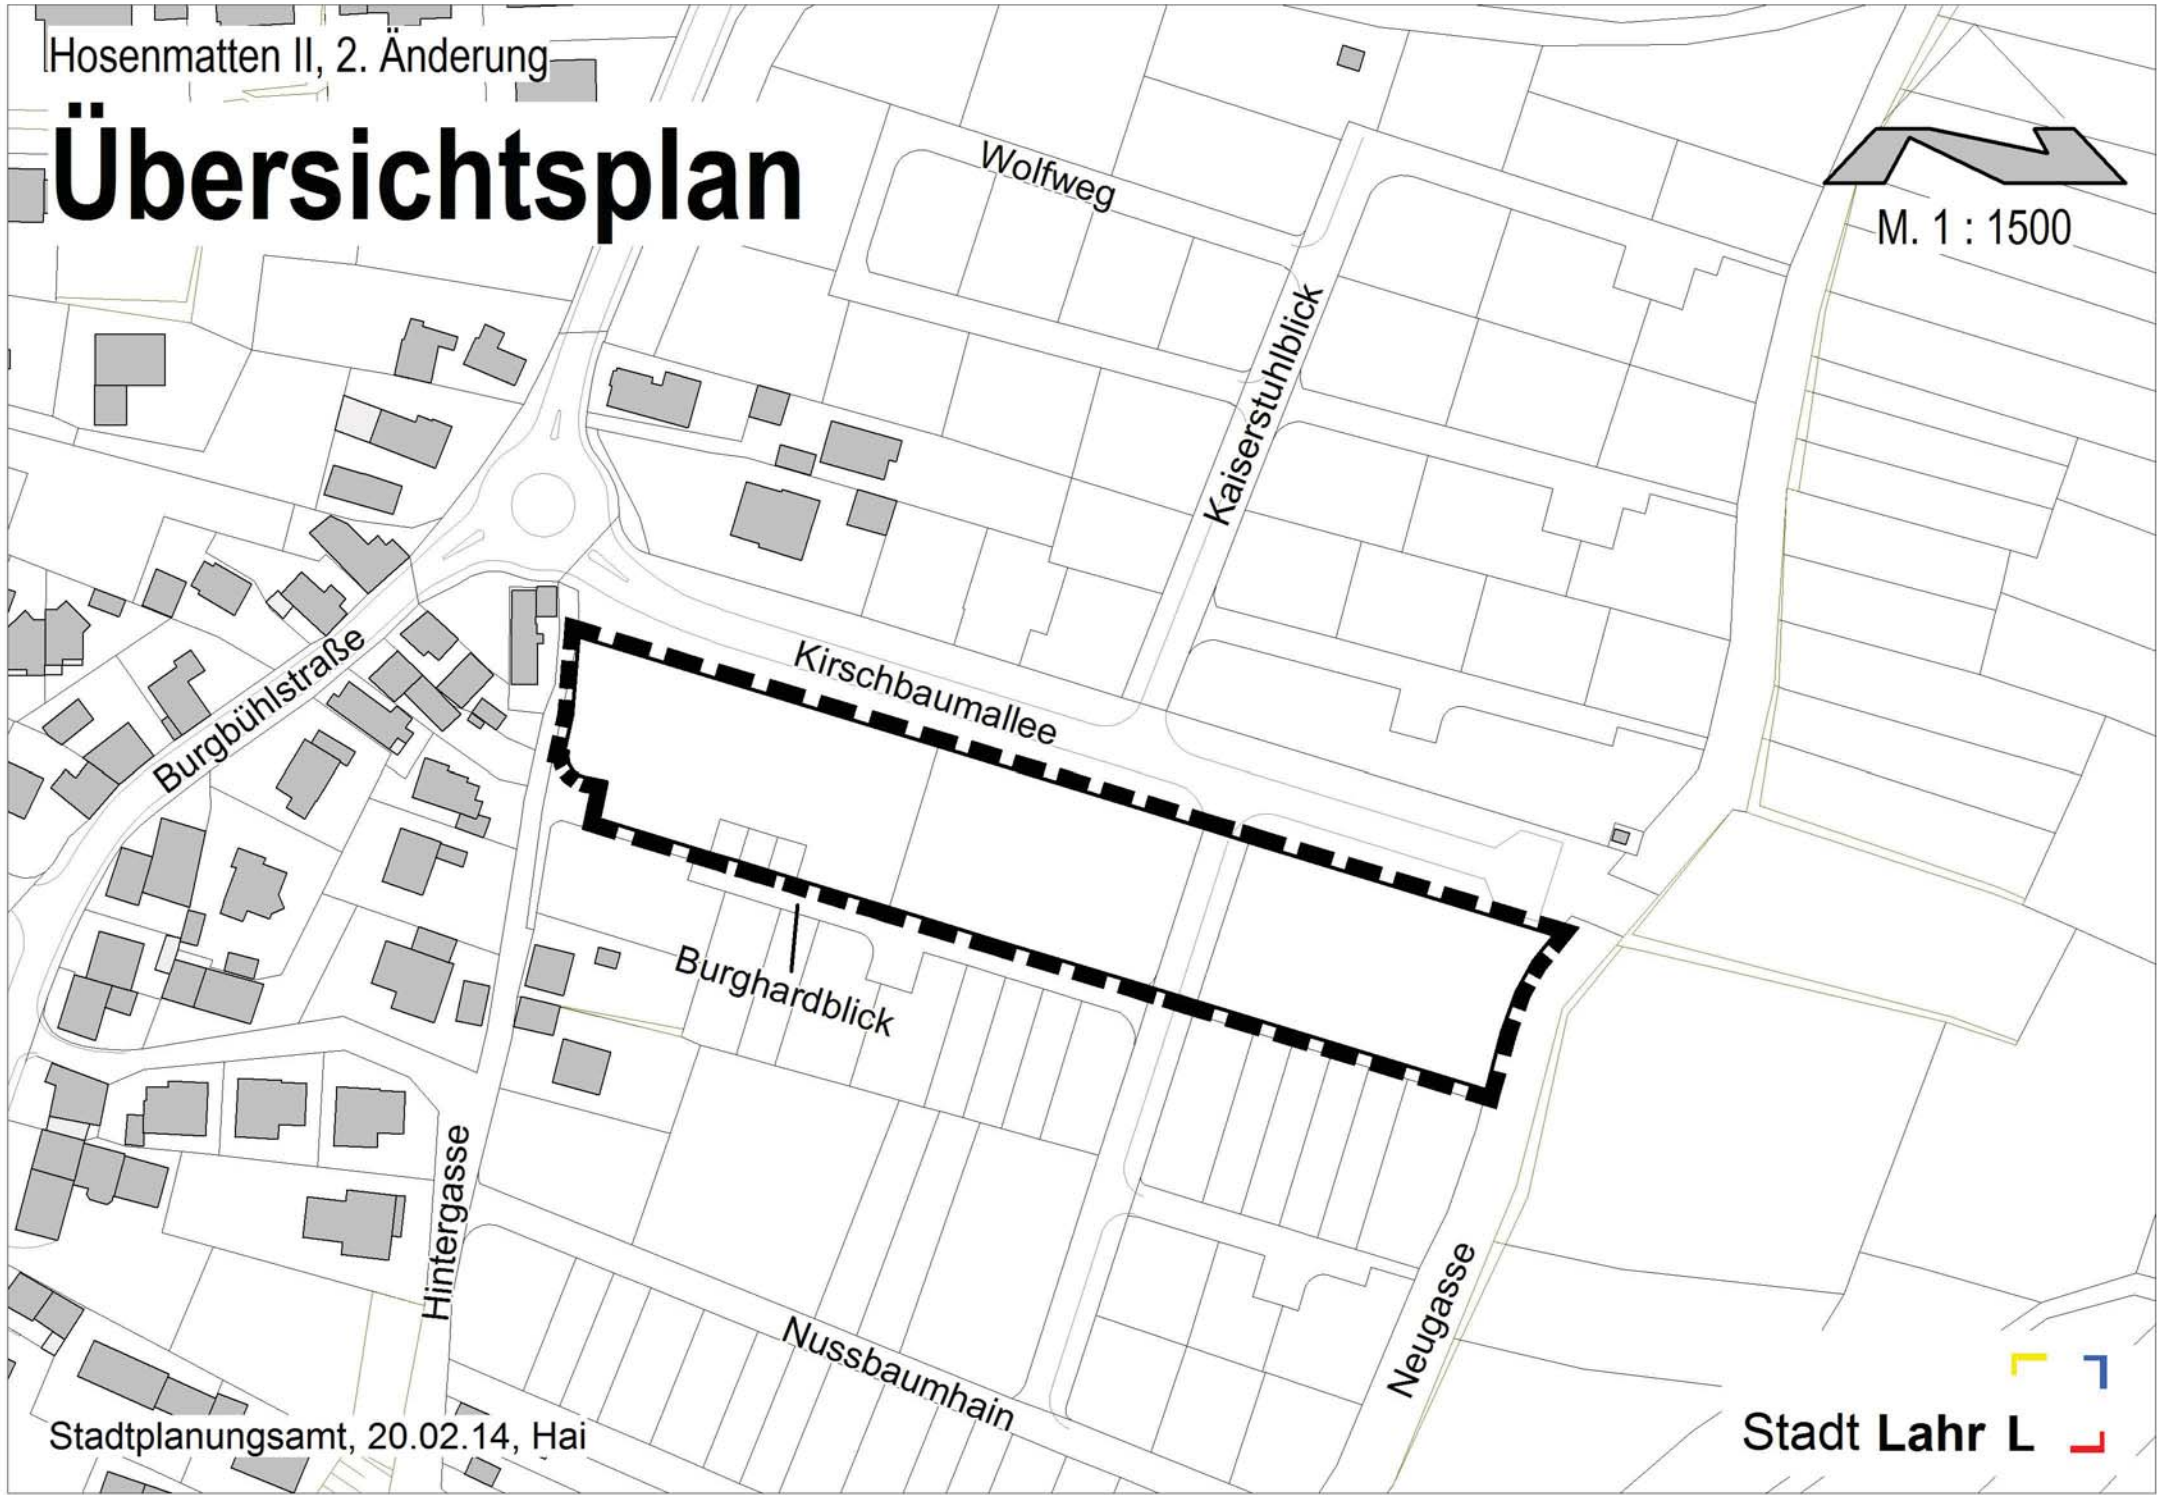 Hosenmatten II, 2. Änderung
Übersichtsplan
Wolfweg
M. 1 : 1500
Kaiserstuhlblick
Kirschbaumallee
Burgbühlstraße
Burghardblick
Hintergasse
Neugasse
Nussbaumhain
Stadtplanungsamt, 20.02.14, Hai
Stadt Lahr L